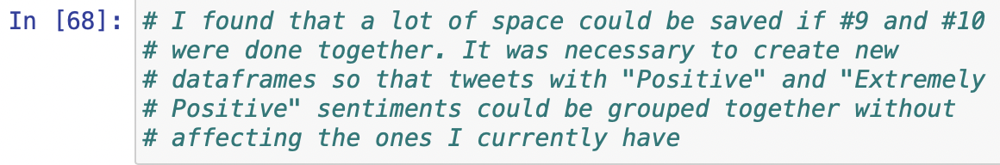 In [68]: # I found that a lot of space could be saved if #9 and #10
# were done together. It was necessary to create new
# dataframes so that tweets with "Positive" and "Extremely
# Positive" sentiments could be grouped together without
# affecting the ones I currently have